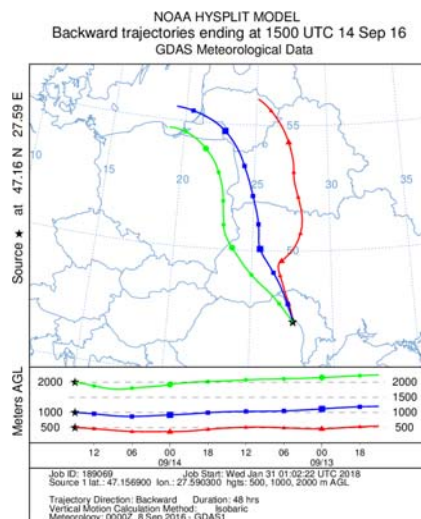 NOAA HYSPLIT MODEL
Backward trajectories ending at 1500 UTC 14 Sep 16
GDAS Meteorological Data
Source ★ at 47.16 N 27.59 E
10
15
20
25
30
35
55
50
Meters AGL
2000
1000
500
2000
1500
1000
500
12 06 00 18 12 06 00 18
09/14 09/13
Job ID: 189069 Job Start: Wed Jan 31 01:02:22 UTC 2018
Source 1 lat.: 47.156900 lon.: 27.590300 hgts: 500, 1000, 2000 m AGL
Trajectory Direction: Backward Duration: 48 hrs
Vertical Motion Calculation Method: Isobaric
Meteorology: 0000Z 8 Sep 2016 - GDAS1